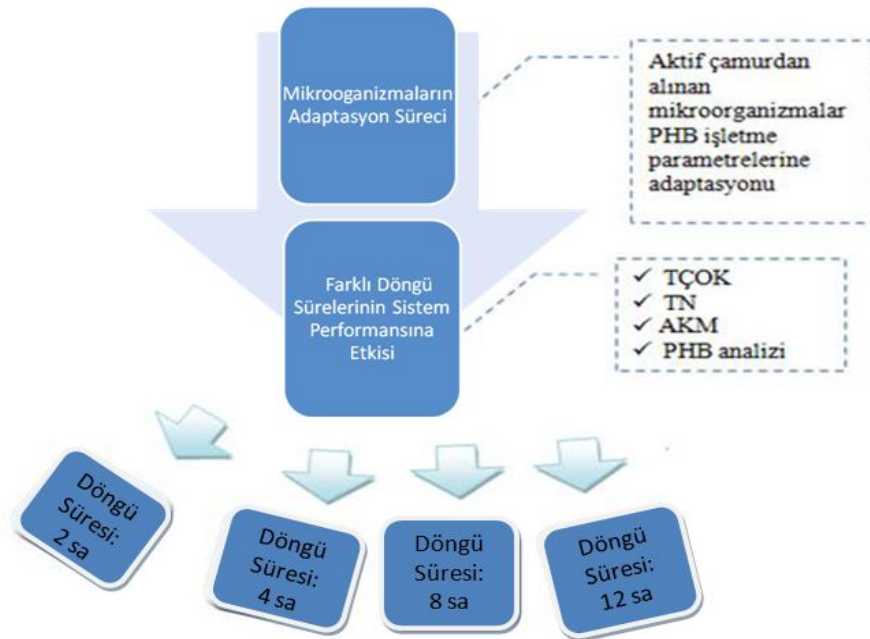 Mikrooganizmaların
Adaptasyon Süreci
Aktif çamurdan
alınan
mikroorganizmalar
PHB işletme
parametrelerine
adaptasyonu
Farklı Döngü
Sürelerinin Sistem
Performansına
Etkisi
✓ TÇOK
✓ TN
✓ AKM
✓ PHB analizi
Döngü
Süresi:
2 sa
Döngü
Süresi:
4 sa
Döngü
Süresi:
8 sa
Döngü
Süresi:
12 sa